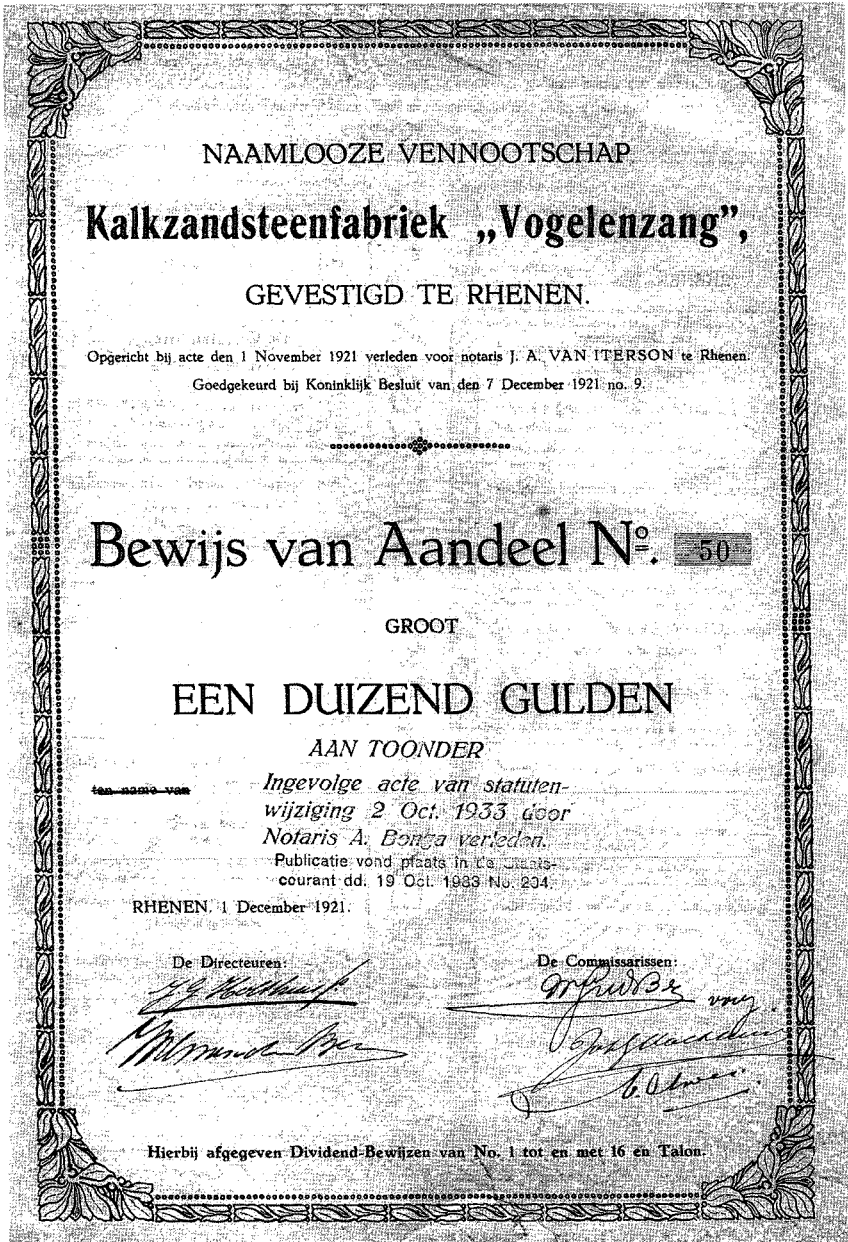 NAAMLOOZE VENNOOTSCHAP
Kalkzandsteenfabriek „Vogelenzang”,
GEVESTIGD TE RHENEN.
Opgericht bij acte den 1 November 1921 verleden voor notaris J. A. VAN ITERSON te Rhenen.
Goedgekeurd bij Koninklijk Besluit van den 7 December 1921 no. 9.
Bewijs van Aandeel No. 50
GROOT
EEN DUIZEND GULDEN
AAN TOONDER
ten name van Ingevolge acte van statuten-
wijziging 2 Oct. 1933 door
Notaris A. Bonga verleden.
Publicatie vond plaats in de Staats-
courant dd. 19 Oct. 1933 No. 204.
RHENEN, 1 December 1921.
De Directeuren: De Commissarissen:
Hierbij afgegeven Dividend-Bewijzen van No. 1 tot en met 16 en Talon.